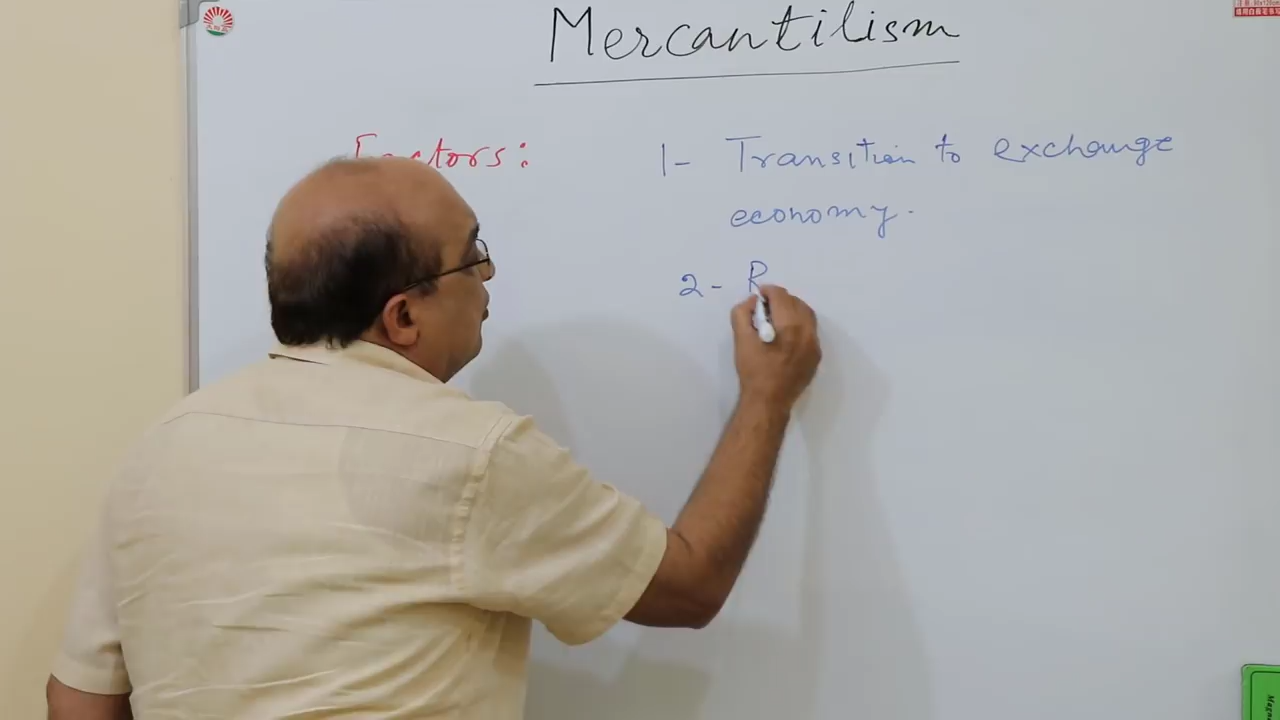 Mercantilism
Factors: 1- Transition to exchange
economy.
2- R